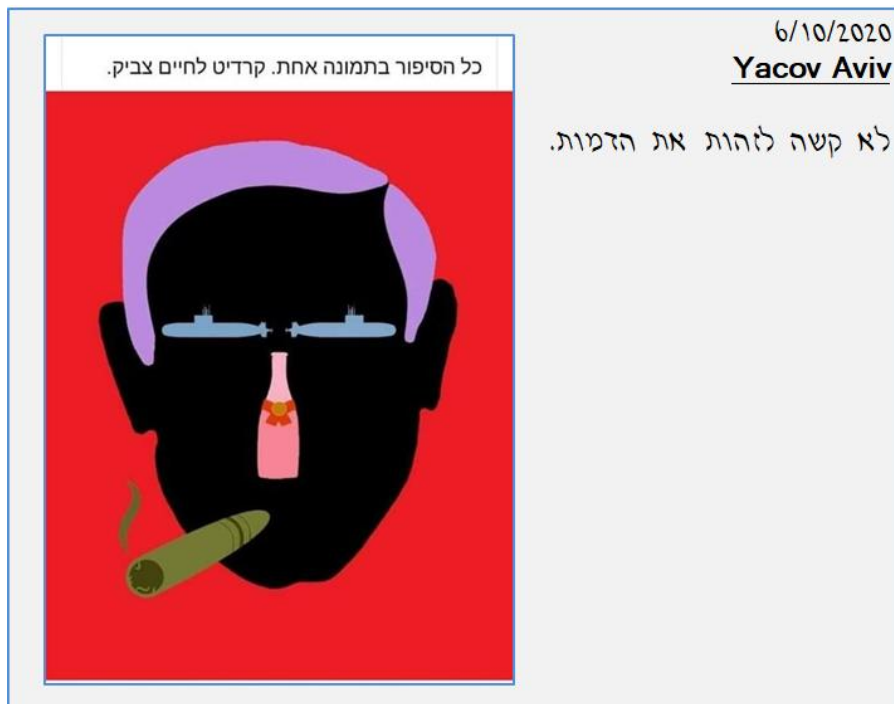 6/10/2020
Yacov Aviv
לא קשה לזהות את הדמות.
כל הסיפור בתמונה אחת. קרדיט לחיים צביק.